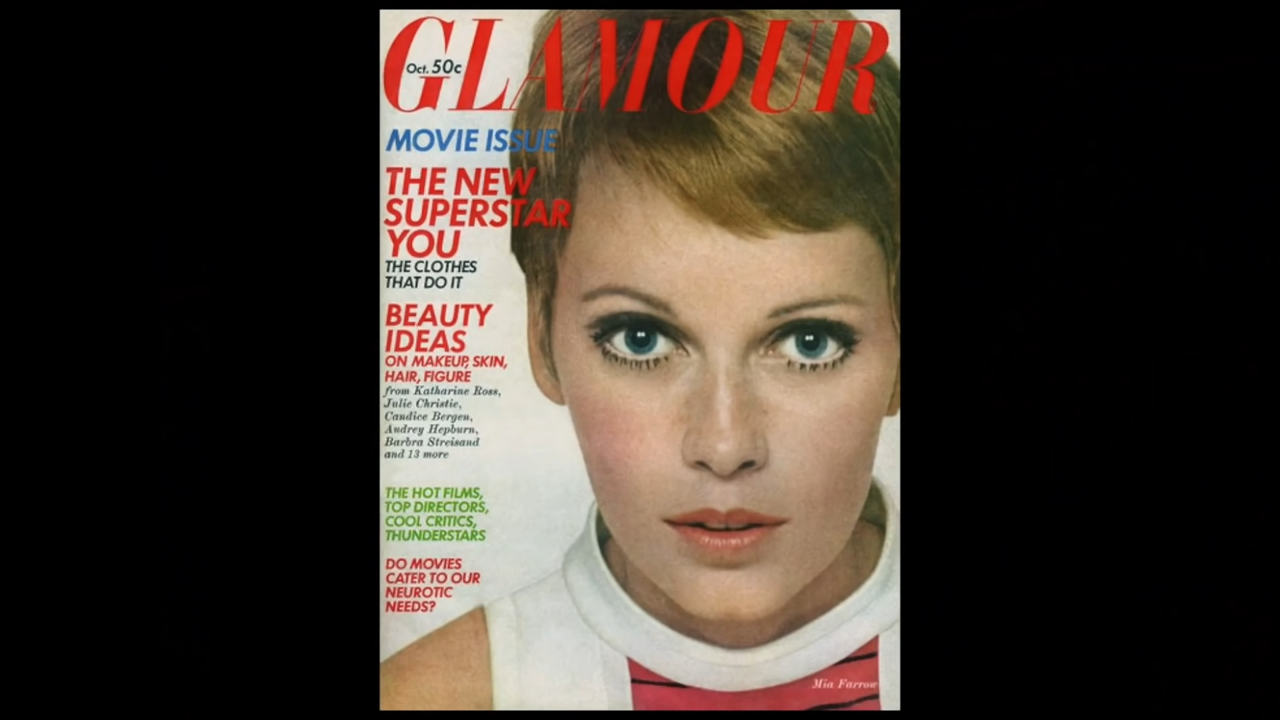 GLAMOUR
Oct. 50c
MOVIE ISSUE
THE NEW
SUPERSTAR
YOU
THE CLOTHES
THAT DO IT
BEAUTY
IDEAS
ON MAKEUP, SKIN,
HAIR, FIGURE
from Katharine Ross,
Julie Christie,
Candice Bergen,
Audrey Hepburn,
Barbra Streisand
and 13 more
THE HOT FILMS,
TOP DIRECTORS,
COOL CRITICS,
THUNDERSTARS
DO MOVIES
CATER TO OUR
NEUROTIC
NEEDS?
Mia Farrow